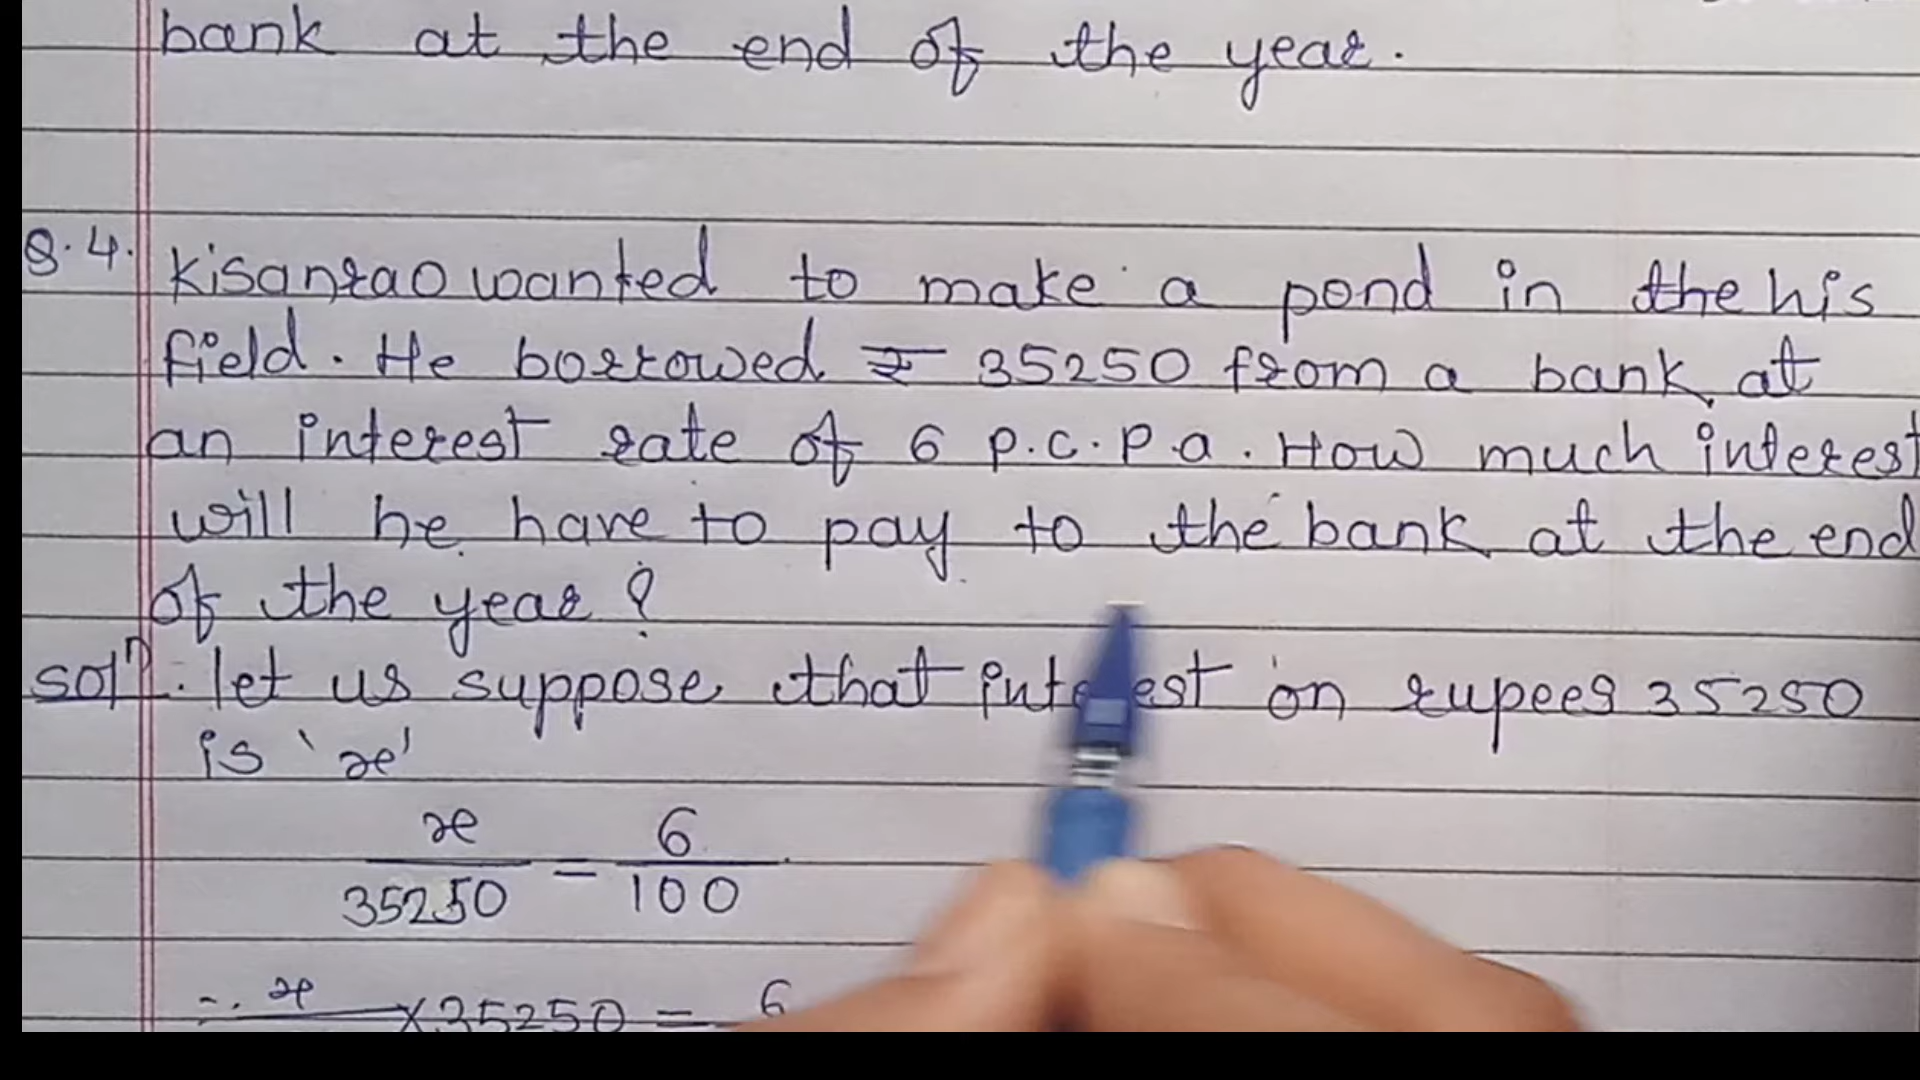 bank at the end of the year.
Q.4. Kisanrao wanted to make a pond in the his
field. He borrowed ₹ 35250 from a bank at
an interest rate of 6 P.C.P.a. How much interest
will he have to pay to the bank at the end
of the year?
solⁿ. let us suppose that interest on rupees 35250
is 'x'
x/35250 = 6/100
∴ x ×35250 = 6